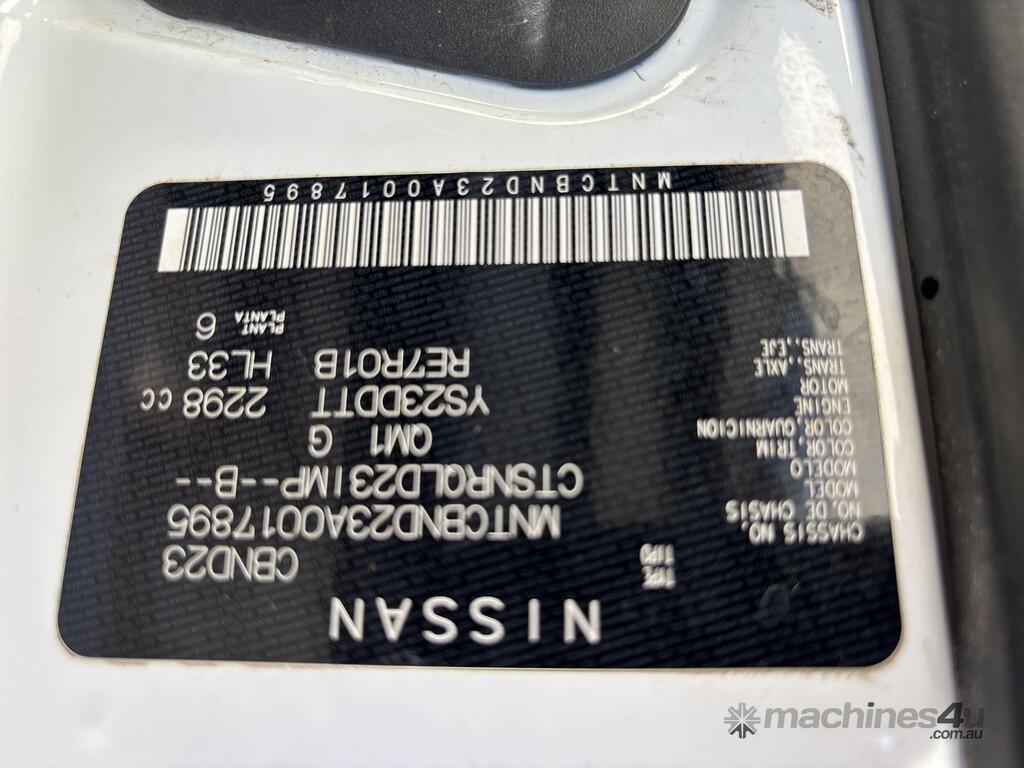 NISSAN
TYPE
TIPO
CBND23
CHASSIS NO.
NO. DE CHASIS
MNTCBND23A0017895
MODEL
MODELO
CTSNRQLD23IMP--B--
COLOR, TRIM
COLOR, GUARNICION
QM1 G
ENGINE
MOTOR
YS23DDTT 2298 cc
TRANS., AXLE
TRANS., EJE
RE7R01B HL33
PLANT
PLANTA
6
MNTCBND23A0017895
machines4u
.com.au